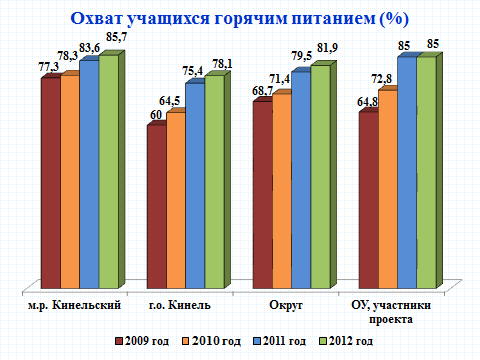 Охват учащихся горячим питанием (%)
77,3 78,3 83,6 85,7
60 64,5 75,4 78,1
68,7 71,4 79,5 81,9
64,8 72,8 85 85
м.р. Кинельский г.о. Кинель Округ ОУ, участники
проекта
2009 год 2010 год 2011 год 2012 год